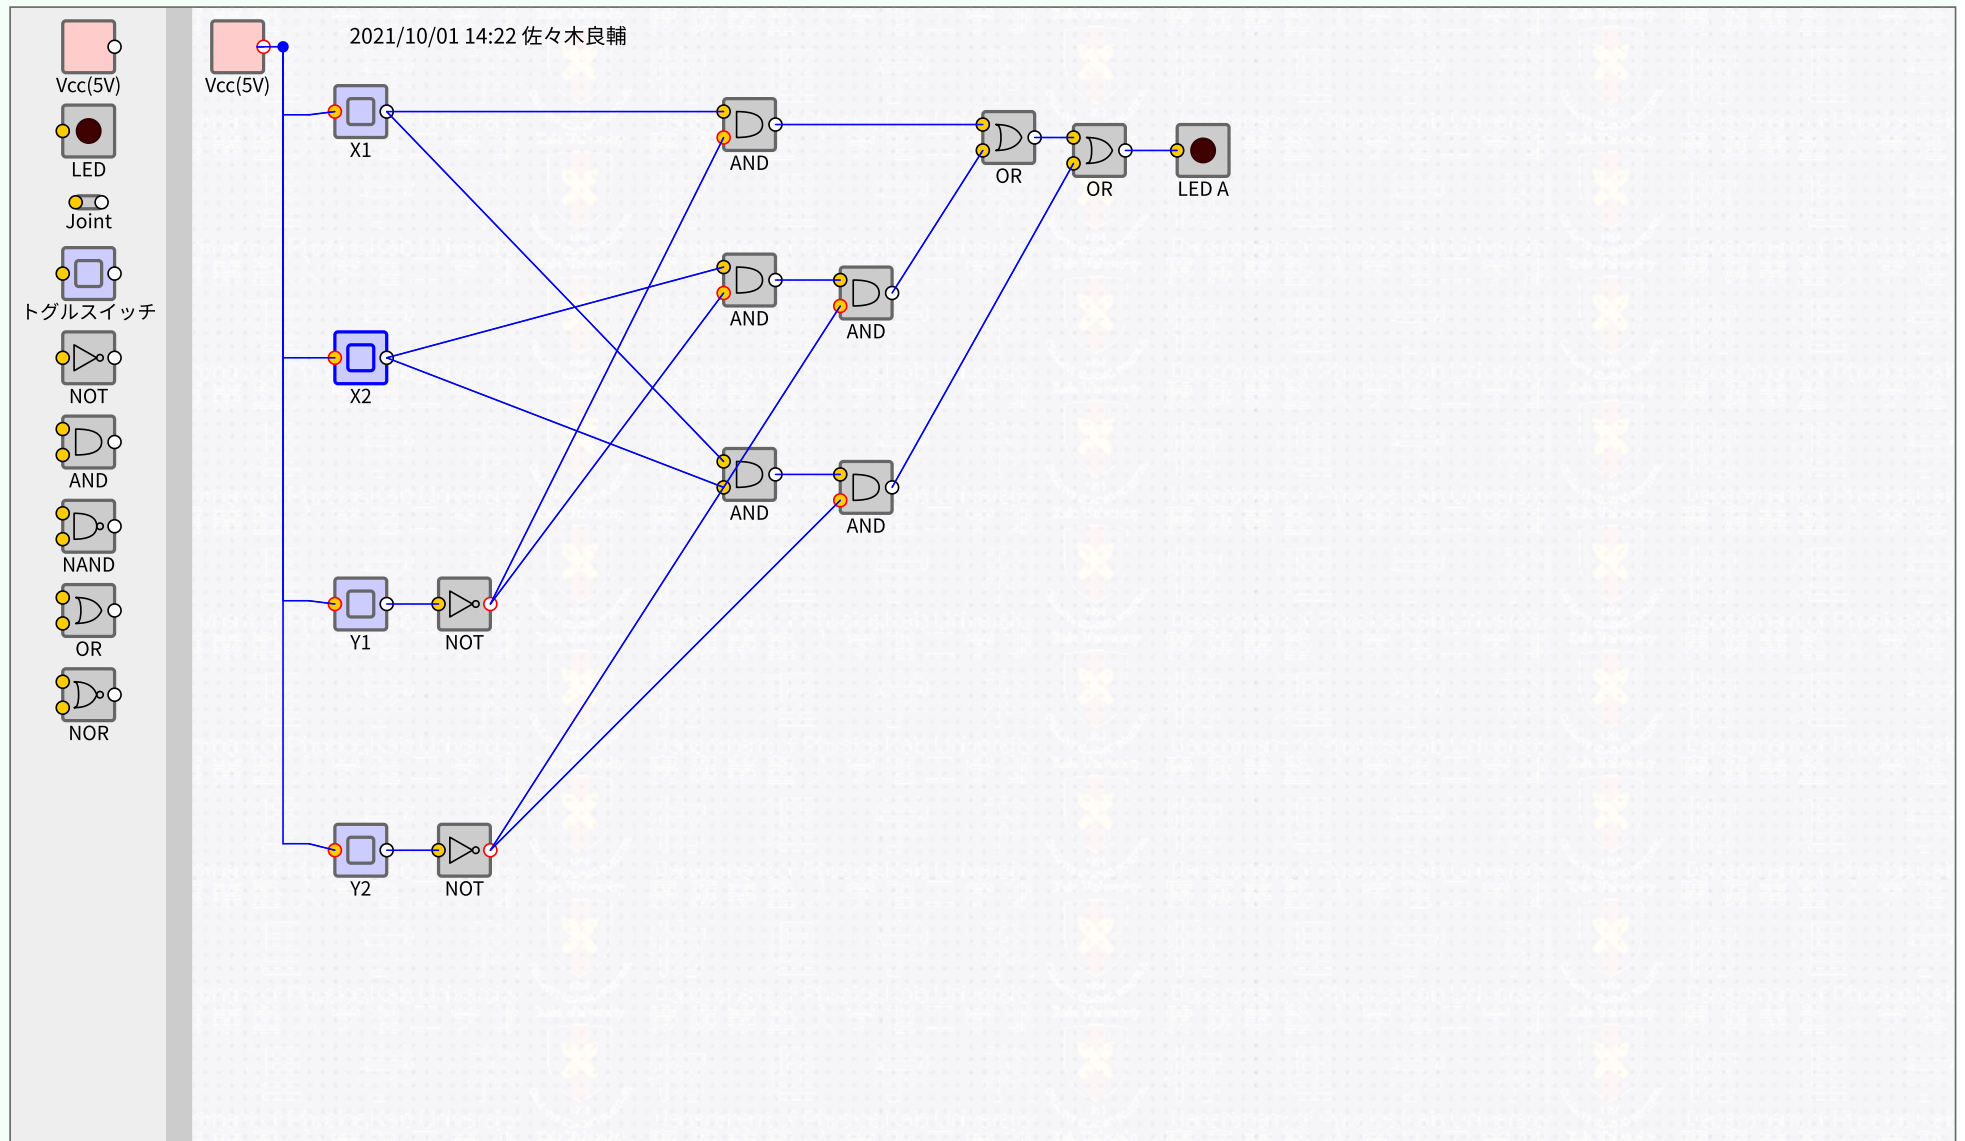 Vcc(5V)
LED
Joint
トグルスイッチ
NOT
AND
NAND
OR
NOR
Vcc(5V)
2021/10/01 14:22 佐々木良輔
X1
AND
OR
OR
LED A
AND
AND
X2
AND
AND
Y1
NOT
Y2
NOT